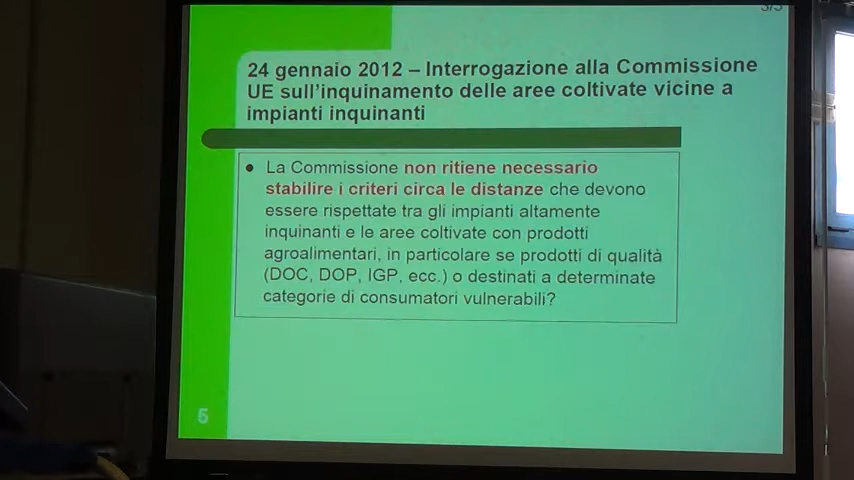 3/5
24 gennaio 2012 – Interrogazione alla Commissione
UE sull'inquinamento delle aree coltivate vicine a
impianti inquinanti
● La Commissione non ritiene necessario
stabilire i criteri circa le distanze che devono
essere rispettate tra gli impianti altamente
inquinanti e le aree coltivate con prodotti
agroalimentari, in particolare se prodotti di qualità
(DOC, DOP, IGP, ecc.) o destinati a determinate
categorie di consumatori vulnerabili?
5